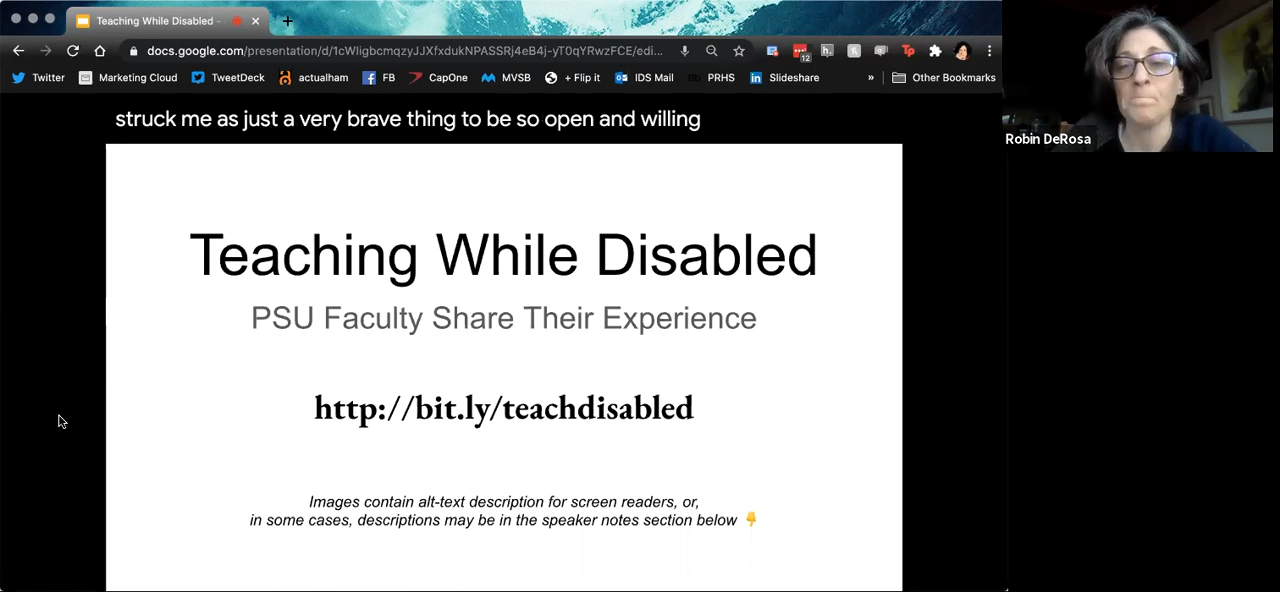 Teaching While Disabled -
docs.google.com/presentation/d/1cWligbcmqzyJJXfxdukNPASSRj4eB4j-yT0qYRwzFCE/edi...
12
h.
Tp
Twitter
Marketing Cloud
TweetDeck
actualham
FB
CapOne
MVSB
+ Flip it
IDS Mail
PRHS
Slideshare
»
Other Bookmarks
struck me as just a very brave thing to be so open and willing
Robin DeRosa
Teaching While Disabled
PSU Faculty Share Their Experience
http://bit.ly/teachdisabled
Images contain alt-text description for screen readers, or,
in some cases, descriptions may be in the speaker notes section below 👇